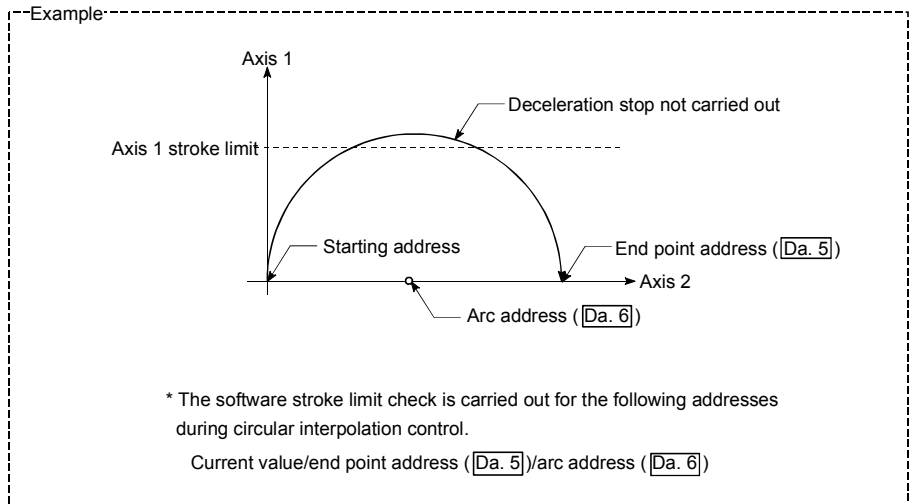 Example
Axis 1
Deceleration stop not carried out
Axis 1 stroke limit
Starting address
End point address (Da. 5)
Axis 2
Arc address ( Da. 6)
* The software stroke limit check is carried out for the following addresses
during circular interpolation control.
Current value/end point address (Da. 5)/arc address ( Da. 6)